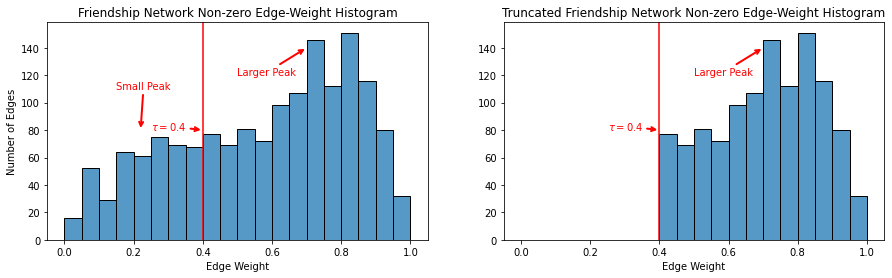 Friendship Network Non-zero Edge-Weight Histogram
Number of Edges
140
120
100
80
60
40
20
0
Small Peak
Larger Peak
τ = 0.4
0.0 0.2 0.4 0.6 0.8 1.0
Edge Weight
Truncated Friendship Network Non-zero Edge-Weight Histogram
140
120
100
80
60
40
20
0
Larger Peak
τ = 0.4
0.0 0.2 0.4 0.6 0.8 1.0
Edge Weight